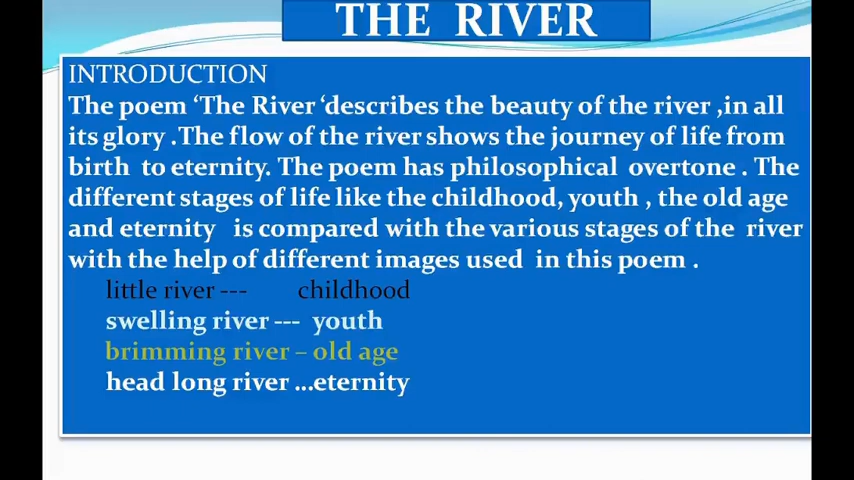 THE RIVER
INTRODUCTION
The poem ‘The River ‘describes the beauty of the river ,in all
its glory .The flow of the river shows the journey of life from
birth to eternity. The poem has philosophical overtone . The
different stages of life like the childhood, youth , the old age
and eternity is compared with the various stages of the river
with the help of different images used in this poem .
little river --- childhood
swelling river --- youth
brimming river – old age
head long river ...eternity